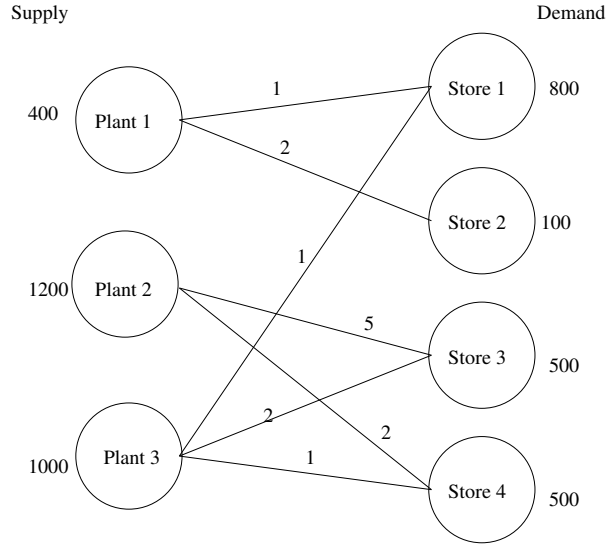 Supply
Demand
400
Plant 1
1
Store 1
800
2
Store 2
100
1
1200
Plant 2
5
Store 3
500
2
2
1000
Plant 3
1
Store 4
500